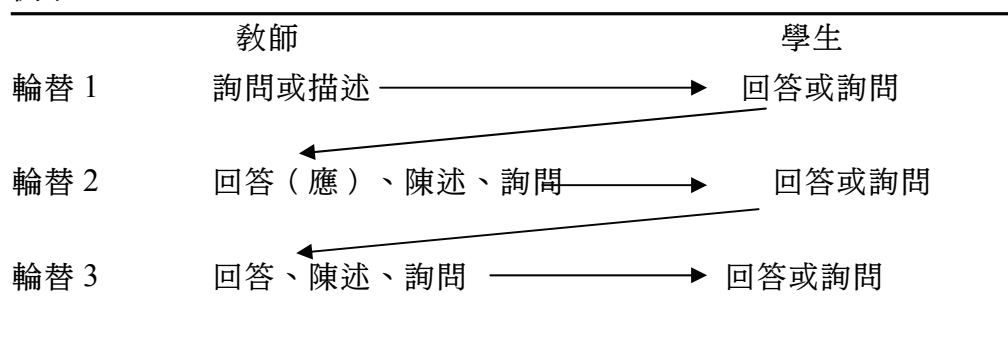 教師 學生
輪替 1 詢問或描述 回答或詢問
輪替 2 回答（應）、陳述、詢問 回答或詢問
輪替 3 回答、陳述、詢問 回答或詢問